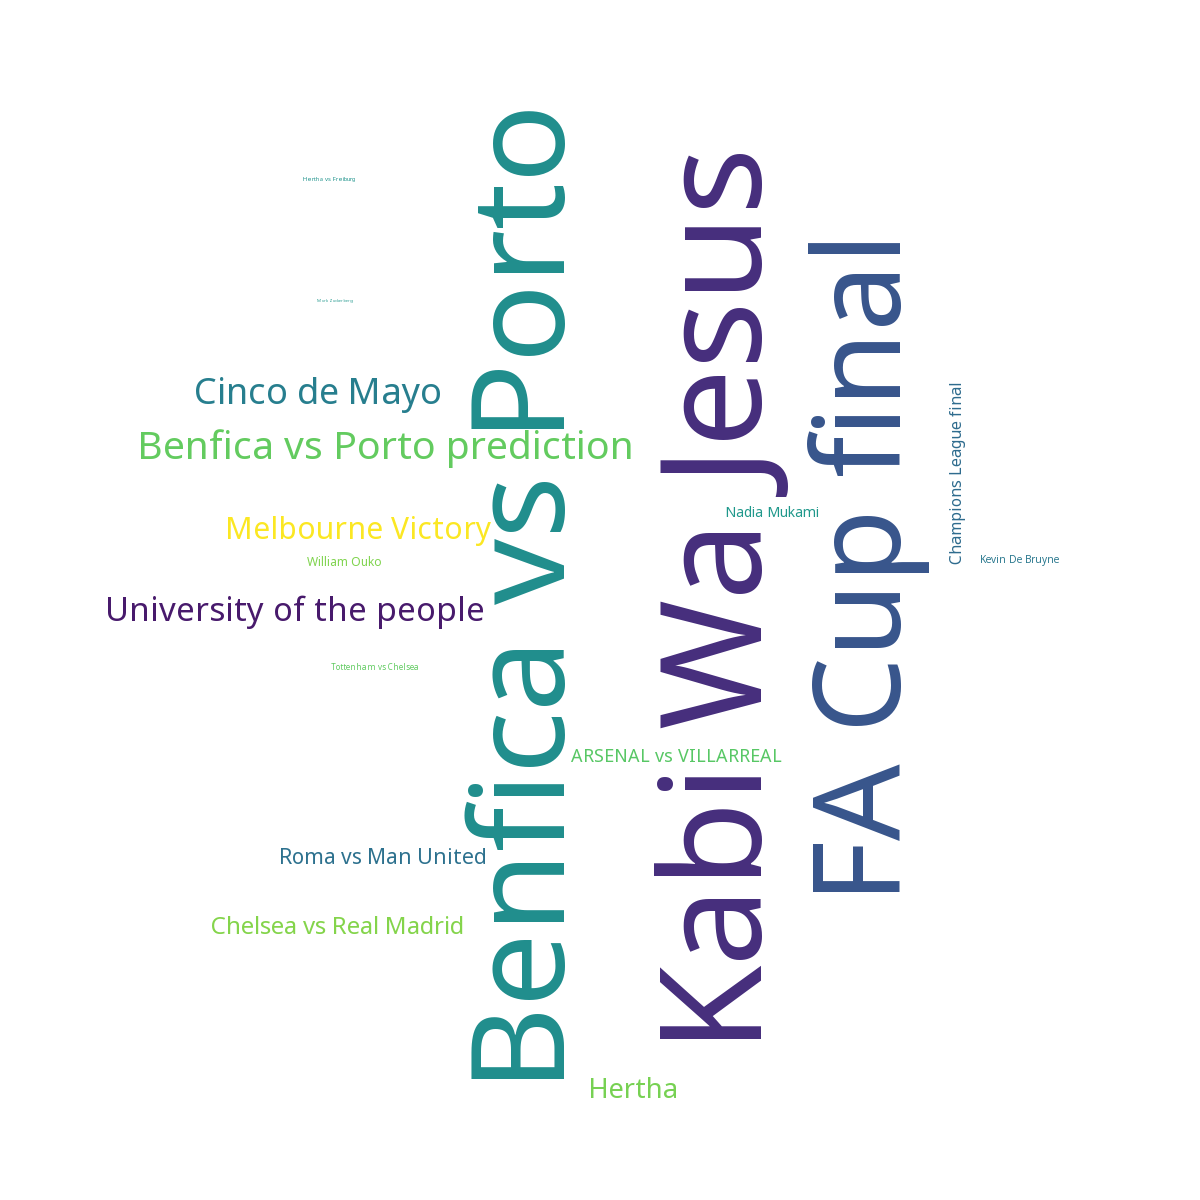 Hertha vs Freiburg
Mark Zuckerberg
Cinco de Mayo
Benfica vs Porto prediction
Melbourne Victory
William Ouko
University of the people
Tottenham vs Chelsea
Roma vs Man United
Chelsea vs Real Madrid
Benfica vs Porto
Kabi Wa Jesus
FA Cup final
Nadia Mukami
Champions League final
Kevin De Bruyne
ARSENAL vs VILLARREAL
Hertha